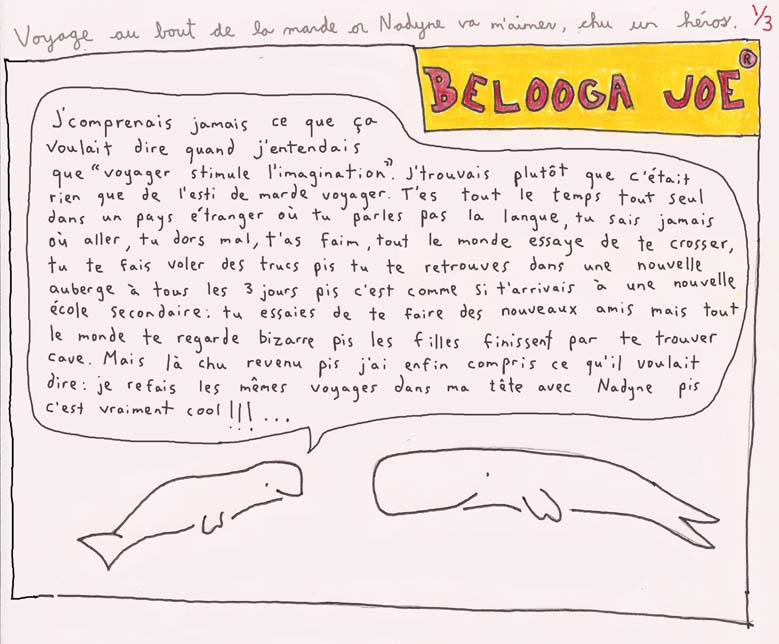 Voyage au bout de la marde or Nadyne va m'aimer, chu un héros. 1/3
BELOOGA JOE ®
J'comprenais jamais ce que ça
voulait dire quand j'entendais
que "voyager stimule l'imagination". J'trouvais plutôt que c'était
rien que de l'esti de marde voyager. T'es tout le temps tout seul
dans un pays étranger où tu parles pas la langue, tu sais jamais
où aller, tu dors mal, t'as faim, tout le monde essaye de te crosser,
tu te fais voler des trucs pis tu te retrouves dans une nouvelle
auberge à tous les 3 jours pis c'est comme si t'arrivais à une nouvelle
école secondaire: tu essaies de te faire des nouveaux amis mais tout
le monde te regarde bizarre pis les filles finissent par te trouver
cave. Mais là chu revenu pis j'ai enfin compris ce qu'il voulait
dire: je refais les mêmes voyages dans ma tête avec Nadyne pis
c'est vraiment cool!!!...